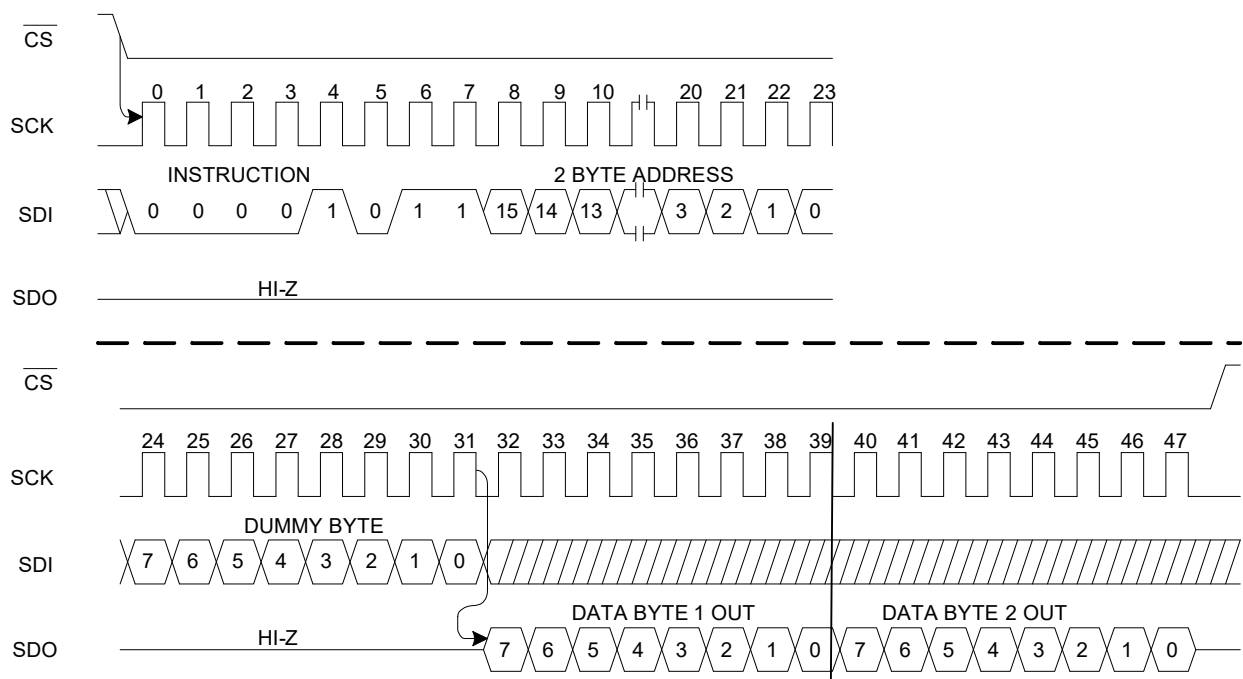 CS
SCK 0 1 2 3 4 5 6 7 8 9 10 20 21 22 23
INSTRUCTION 2 BYTE ADDRESS
SDI 0 0 0 0 1 0 1 1 15 14 13 3 2 1 0
SDO HI-Z
CS
SCK 24 25 26 27 28 29 30 31 32 33 34 35 36 37 38 39 40 41 42 43 44 45 46 47
DUMMY BYTE
SDI 7 6 5 4 3 2 1 0
DATA BYTE 1 OUT DATA BYTE 2 OUT
SDO HI-Z 7 6 5 4 3 2 1 0 7 6 5 4 3 2 1 0